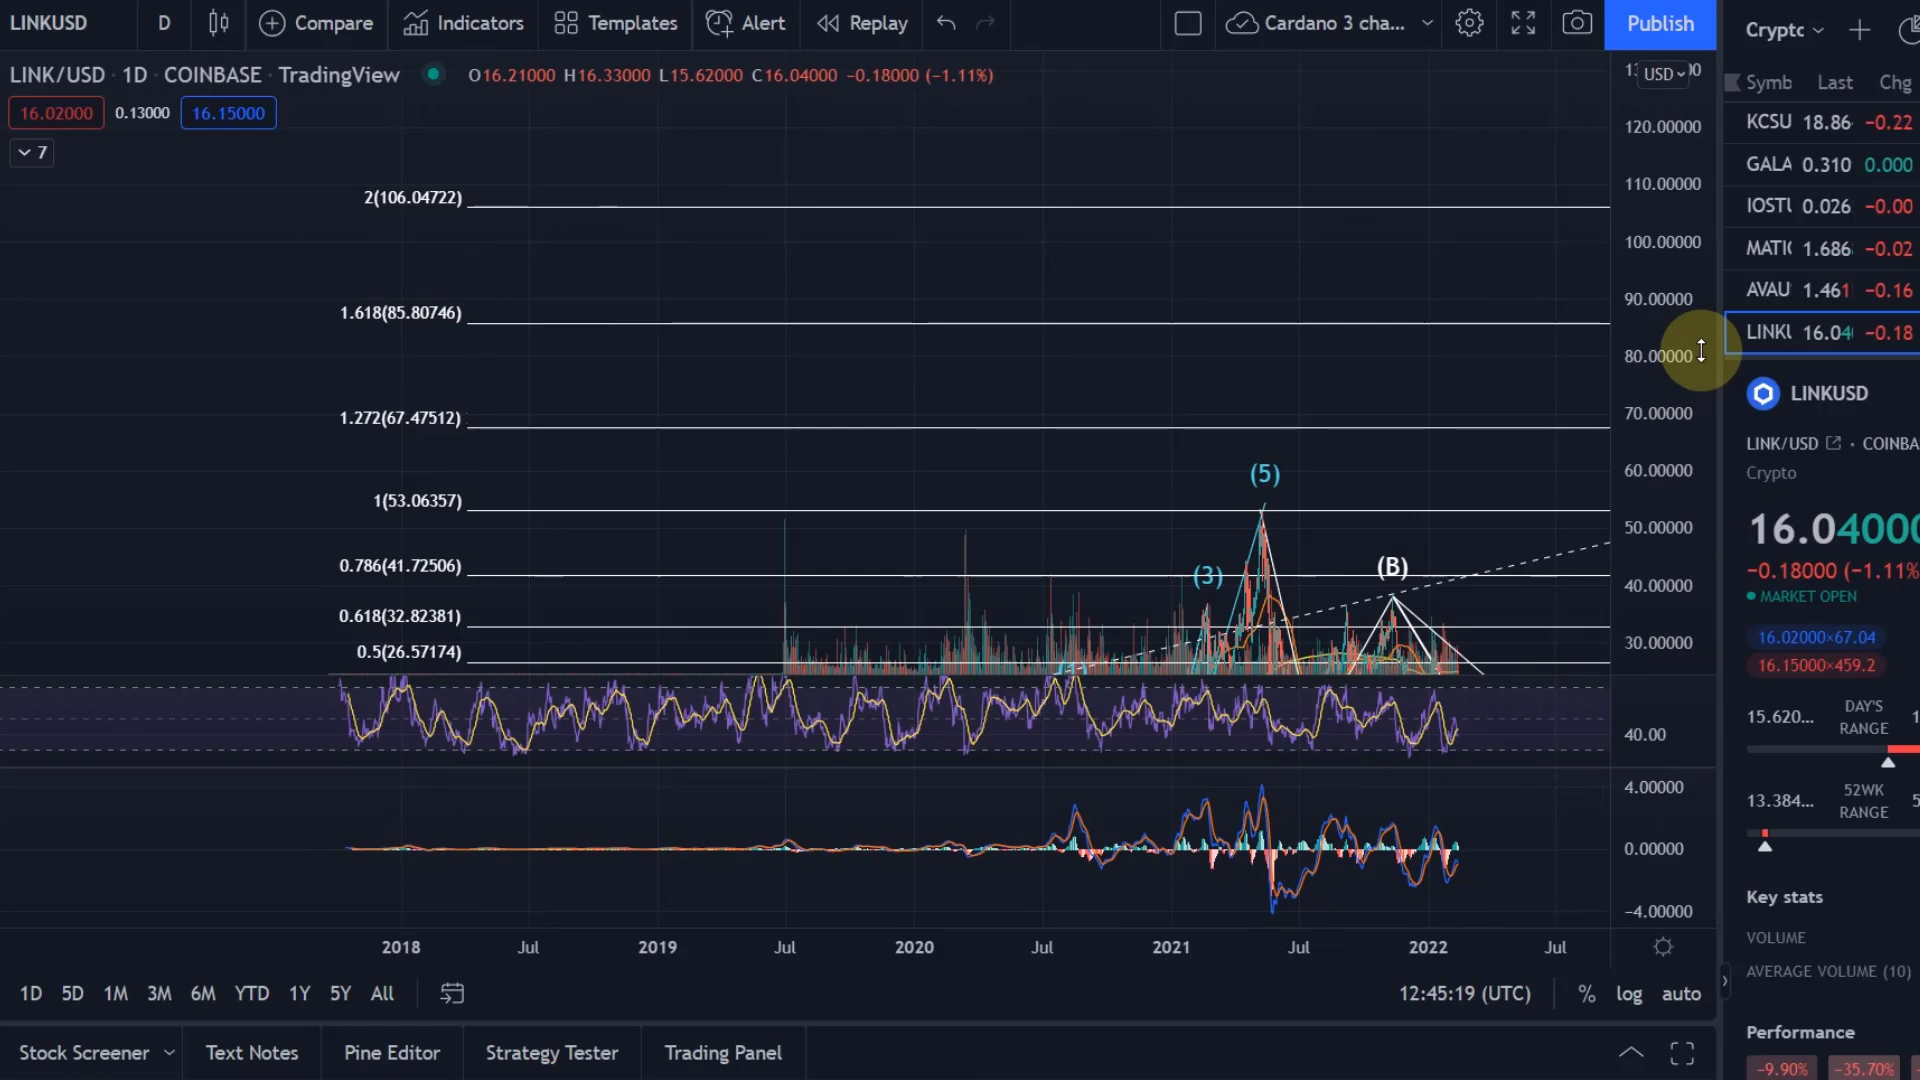 LINKUSD D Compare Indicators Templates Alert Replay Cardano 3 cha... Publish Crypto
LINK/USD · 1D · COINBASE · TradingView O16.21000 H16.33000 L15.62000 C16.04000 −0.18000 (−1.11%)
USD
Symb Last Chg
16.02000 0.13000 16.15000
7
KCSU 18.86 −0.22
GALA 0.310 0.000
IOSTU 0.026 −0.00
MATIC 1.686 −0.02
AVAU 1.461 −0.16
LINKU 16.040 −0.18
120.00000
110.00000
100.00000
90.00000
80.00000
70.00000
60.00000
50.00000
40.00000
30.00000
2(106.04722)
1.618(85.80746)
1.272(67.47512)
1(53.06357)
0.786(41.72506)
0.618(32.82381)
0.5(26.57174)
(3)
(5)
(B)
40.00
4.00000
0.00000
−4.00000
2018 Jul 2019 Jul 2020 Jul 2021 Jul 2022 Jul
LINKUSD
LINK/USD · COINBA
Crypto
16.04000
−0.18000 (−1.11%
MARKET OPEN
16.02000×67.04
16.15000×459.2
15.620... DAY'S RANGE 1
13.384... 52WK RANGE 5
Key stats
VOLUME
AVERAGE VOLUME (10)
Performance
−9.90% −35.70%
1D 5D 1M 3M 6M YTD 1Y 5Y All 12:45:19 (UTC) % log auto
Stock Screener Text Notes Pine Editor Strategy Tester Trading Panel